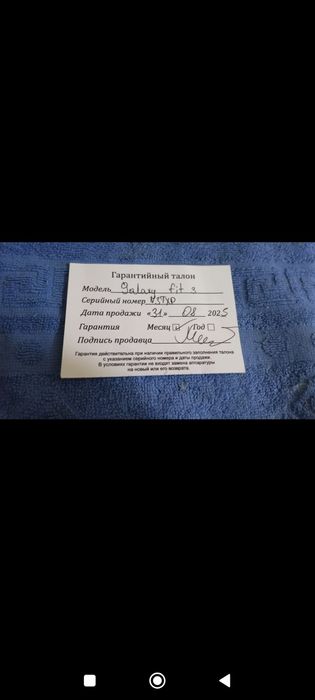 Гарантийный талон
Модель Galaxy fit 3
Серийный номер
Дата продажи «31» 08 2025
Гарантия Месяц Год
Подпись продавца
Гарантия действительна при наличии правильного заполнения талона
с указанием серийного номера и даты продажи.
В условиях гарантии не входит замена аппаратуры
на новый или его возврата.